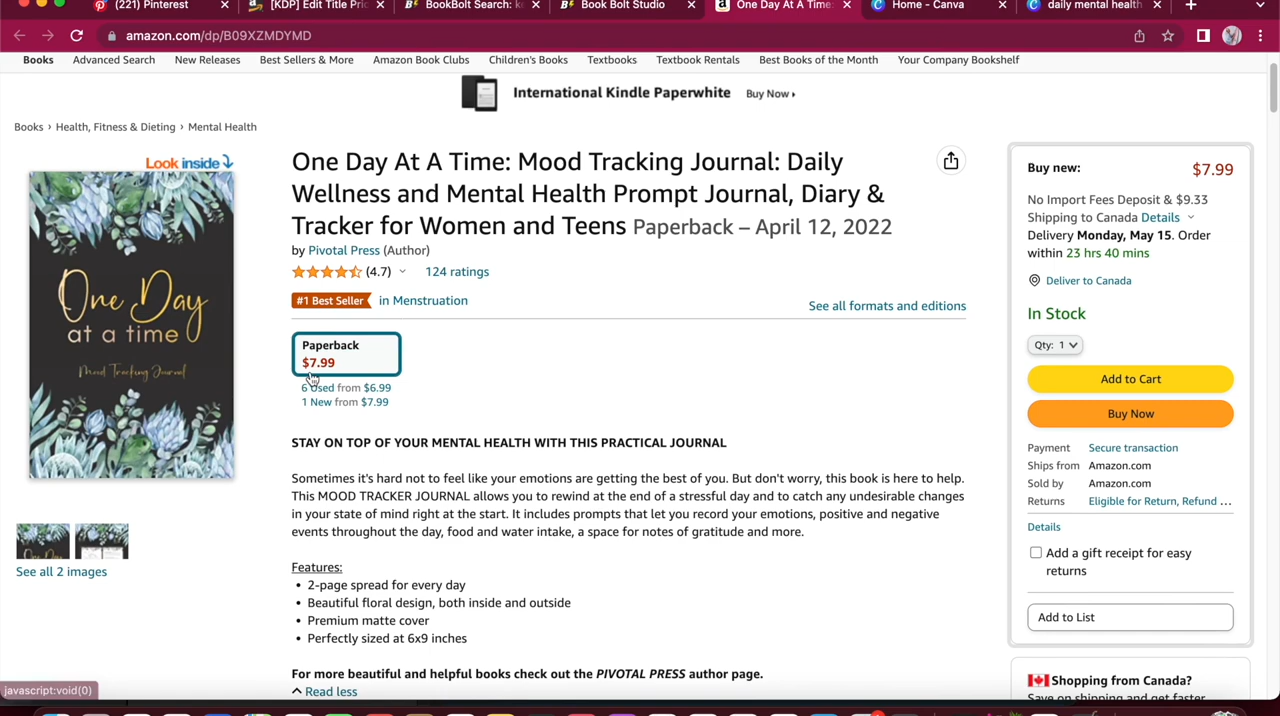 (221) Pinterest
[KDP] Edit Title Pri
BookBolt Search: k
Book Bolt Studio
One Day At A Time:
Home - Canva
daily mental health
amazon.com/dp/B09XZMDYMD
Books
Advanced Search
New Releases
Best Sellers & More
Amazon Book Clubs
Children's Books
Textbooks
Textbook Rentals
Best Books of the Month
Your Company Bookshelf
International Kindle Paperwhite Buy Now ›
Books › Health, Fitness & Dieting › Mental Health
Look inside
One Day
at a time
Mood Tracking Journal
One Day
See all 2 images
One Day At A Time: Mood Tracking Journal: Daily
Wellness and Mental Health Prompt Journal, Diary &
Tracker for Women and Teens Paperback – April 12, 2022
by Pivotal Press (Author)
(4.7) 124 ratings
#1 Best Seller in Menstruation
See all formats and editions
Paperback
$7.99
6 Used from $6.99
1 New from $7.99
STAY ON TOP OF YOUR MENTAL HEALTH WITH THIS PRACTICAL JOURNAL
Sometimes it's hard not to feel like your emotions are getting the best of you. But don't worry, this book is here to help.
This MOOD TRACKER JOURNAL allows you to rewind at the end of a stressful day and to catch any undesirable changes
in your state of mind right at the start. It includes prompts that let you record your emotions, positive and negative
events throughout the day, food and water intake, a space for notes of gratitude and more.
Features:
• 2-page spread for every day
• Beautiful floral design, both inside and outside
• Premium matte cover
• Perfectly sized at 6x9 inches
For more beautiful and helpful books check out the PIVOTAL PRESS author page.
Read less
Buy new: $7.99
No Import Fees Deposit & $9.33
Shipping to Canada Details
Delivery Monday, May 15. Order
within 23 hrs 40 mins
Deliver to Canada
In Stock
Qty: 1
Add to Cart
Buy Now
Payment Secure transaction
Ships from Amazon.com
Sold by Amazon.com
Returns Eligible for Return, Refund ...
Details
Add a gift receipt for easy
returns
Add to List
Shopping from Canada?
Save on shipping and get faster
javascript:void(0)